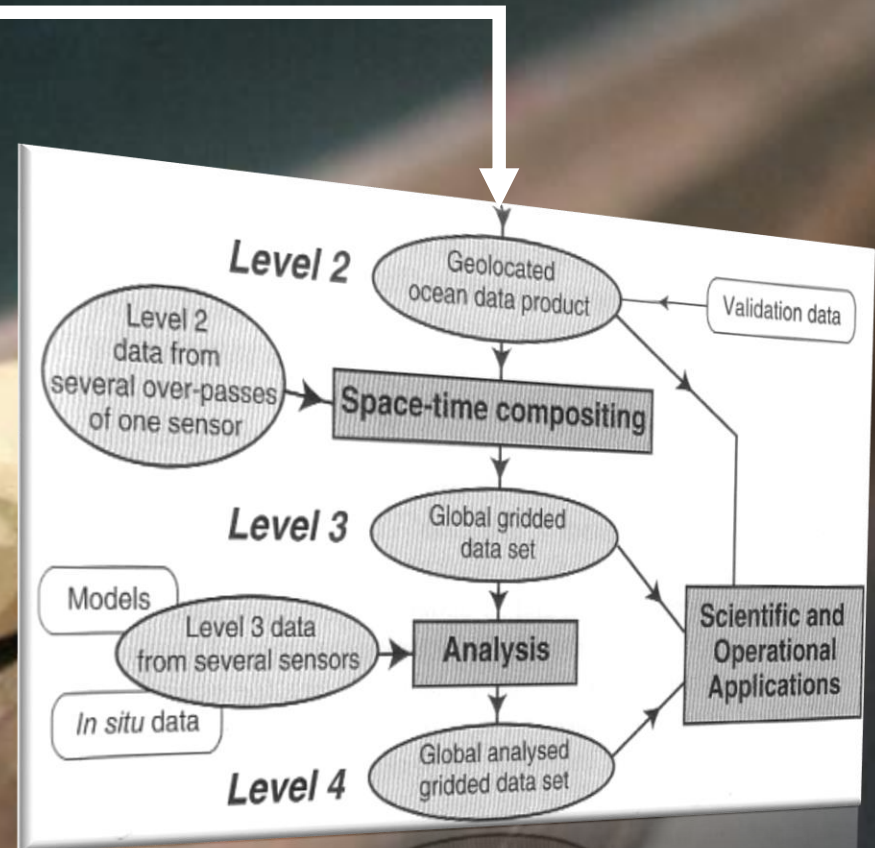 Level 2
Geolocated
ocean data product
Validation data
Level 2
data from
several over-passes
of one sensor
Space-time compositing
Level 3
Global gridded
data set
Models
Level 3 data
from several sensors
In situ data
Analysis
Scientific and
Operational
Applications
Level 4
Global analysed
gridded data set